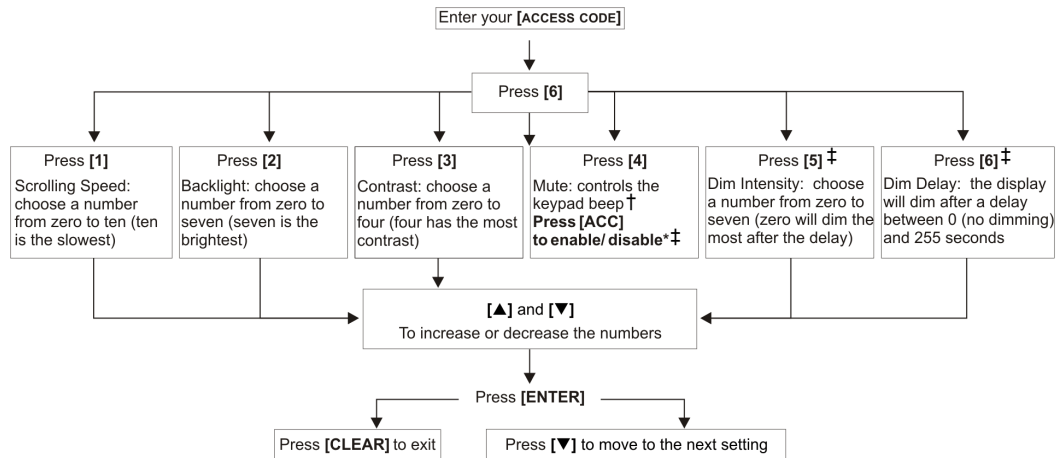 Enter your [ACCESS CODE]
Press [6]
Press [1]
Scrolling Speed:
choose a number
from zero to ten (ten
is the slowest)
Press [2]
Backlight: choose a
number from zero to
seven (seven is the
brightest)
Press [3]
Contrast: choose a
number from zero to
four (four has the most
contrast)
Press [4]
Mute: controls the
keypad beep†
Press [ACC]
to enable/ disable*‡
Press [5]‡
Dim Intensity: choose
a number from zero to
seven (zero will dim the
most after the delay)
Press [6]‡
Dim Delay: the display
will dim after a delay
between 0 (no dimming)
and 255 seconds
[▲] and [▼]
To increase or decrease the numbers
Press [ENTER]
Press [CLEAR] to exit
Press [▼] to move to the next setting